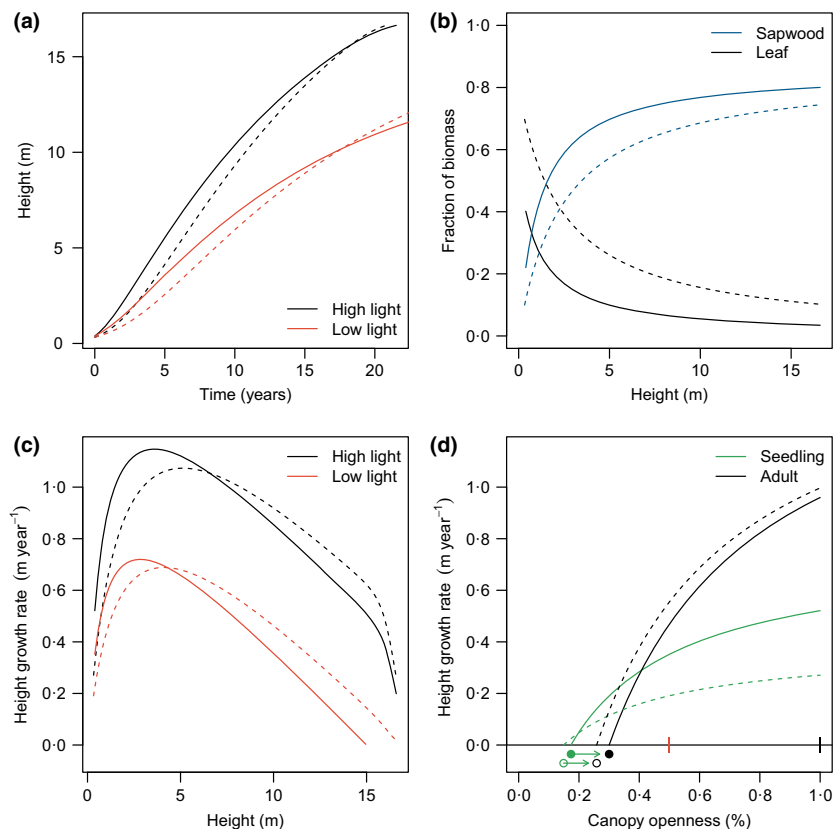 (a)
15
10
5
0
Height (m)
High light
Low light
0 5 10 15 20
Time (years)
(b)
1·0
0·8
0·6
0·4
0·2
0·0
Fraction of biomass
Sapwood
Leaf
0 5 10 15
Height (m)
(c)
1·0
0·8
0·6
0·4
0·2
0·0
Height growth rate (m year⁻¹)
High light
Low light
0 5 10 15
Height (m)
(d)
1·0
0·8
0·6
0·4
0·2
0·0
Height growth rate (m year⁻¹)
Seedling
Adult
0·0 0·2 0·4 0·6 0·8 1·0
Canopy openness (%)